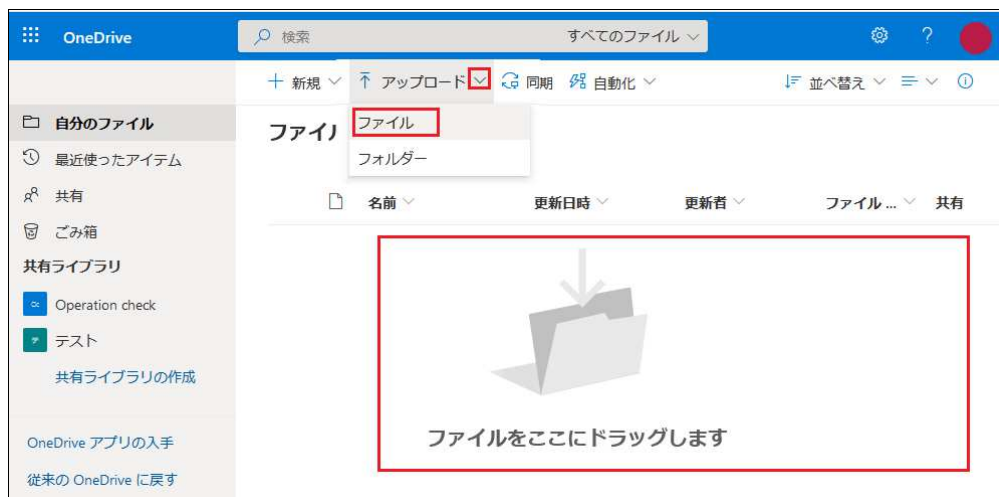 OneDrive
検索
すべてのファイル
?
自分のファイル
最近使ったアイテム
共有
ごみ箱
共有ライブラリ
Operation check
テ テスト
共有ライブラリの作成
OneDrive アプリの入手
従来の OneDrive に戻す
新規
アップロード
同期
自動化
並べ替え
ファイル
フォルダー
ファイ
名前
更新日時
更新者
ファイル ...
共有
ファイルをここにドラッグします